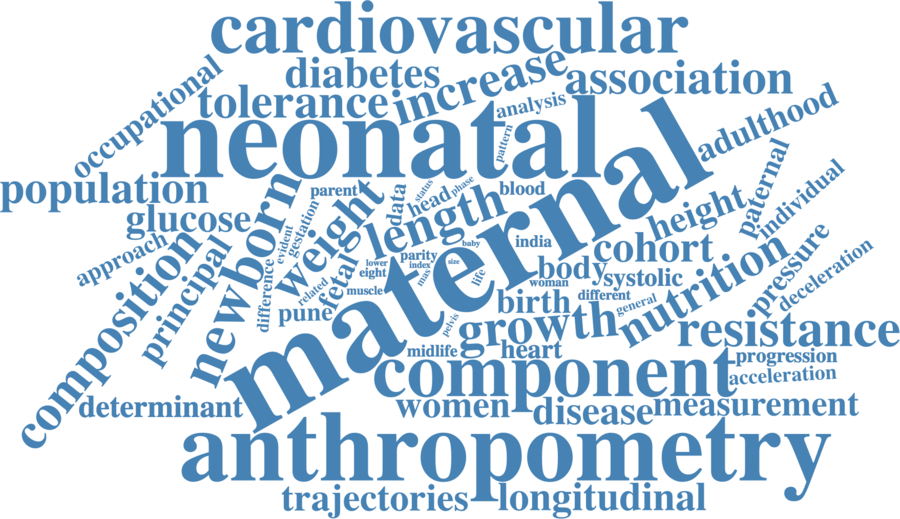 cardiovascular
diabetes
increase
association
occupational
tolerance
analysis
adulthood
neonatal
pattern
maternal
population
parent
data
status
phase
head
blood
paternal
individual
glucose
newborn
gestation
evident
weight
length
height
approach
composition
principal
difference
related
fetal
lower
eight
parity
index
mas
baby
size
life
india
cohort
nutrition
pressure
deceleration
body
woman
systolic
muscle
pune
pelvis
birth
different
general
growth
resistance
midlife
heart
component
progression
acceleration
determinant
women
disease
measurement
anthropometry
trajectories
longitudinal